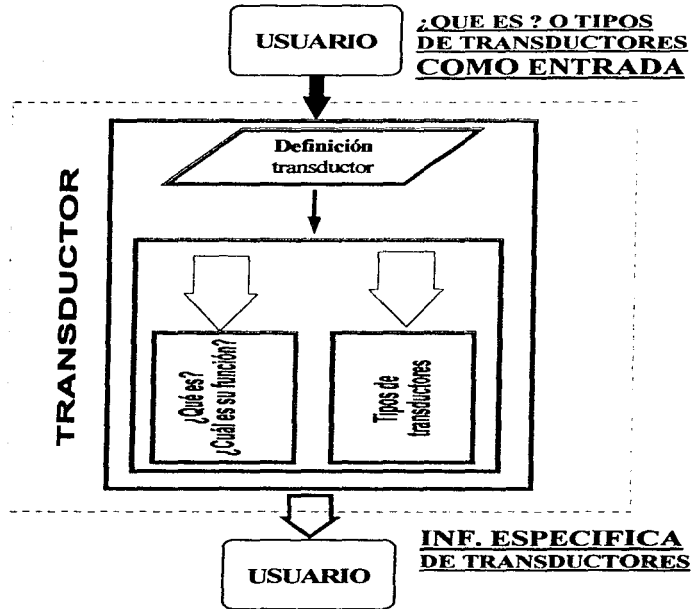 USUARIO
¿QUE ES ? O TIPOS
DE TRANSDUCTORES
COMO ENTRADA
TRANSDUCTOR
Definición
transductor
¿Qué es?
¿Cuál es su función?
Tipos de
transductores
INF. ESPECIFICA
DE TRANSDUCTORES
USUARIO